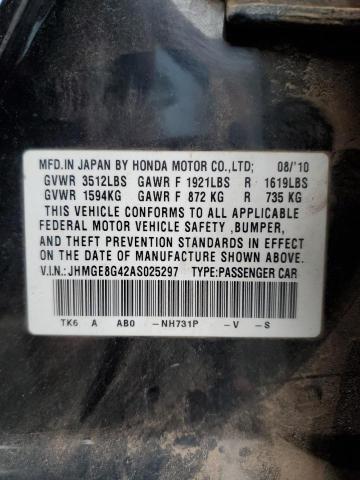 MFD.IN JAPAN BY HONDA MOTOR CO.,LTD; 08/'10
GVWR 3512LBS GAWR F 1921LBS R 1619LBS
GVWR 1594KG GAWR F 872 KG R 735 KG
THIS VEHICLE CONFORMS TO ALL APPLICABLE
FEDERAL MOTOR VEHICLE SAFETY ,BUMPER,
AND THEFT PREVENTION STANDARDS IN EFFECT
ON THE DATE OF MANUFACTURE SHOWN ABOVE.
V.I.N.: JHMGE8G42AS025297 TYPE:PASSENGER CAR
TK6 A AB0 -NH731P -V -S